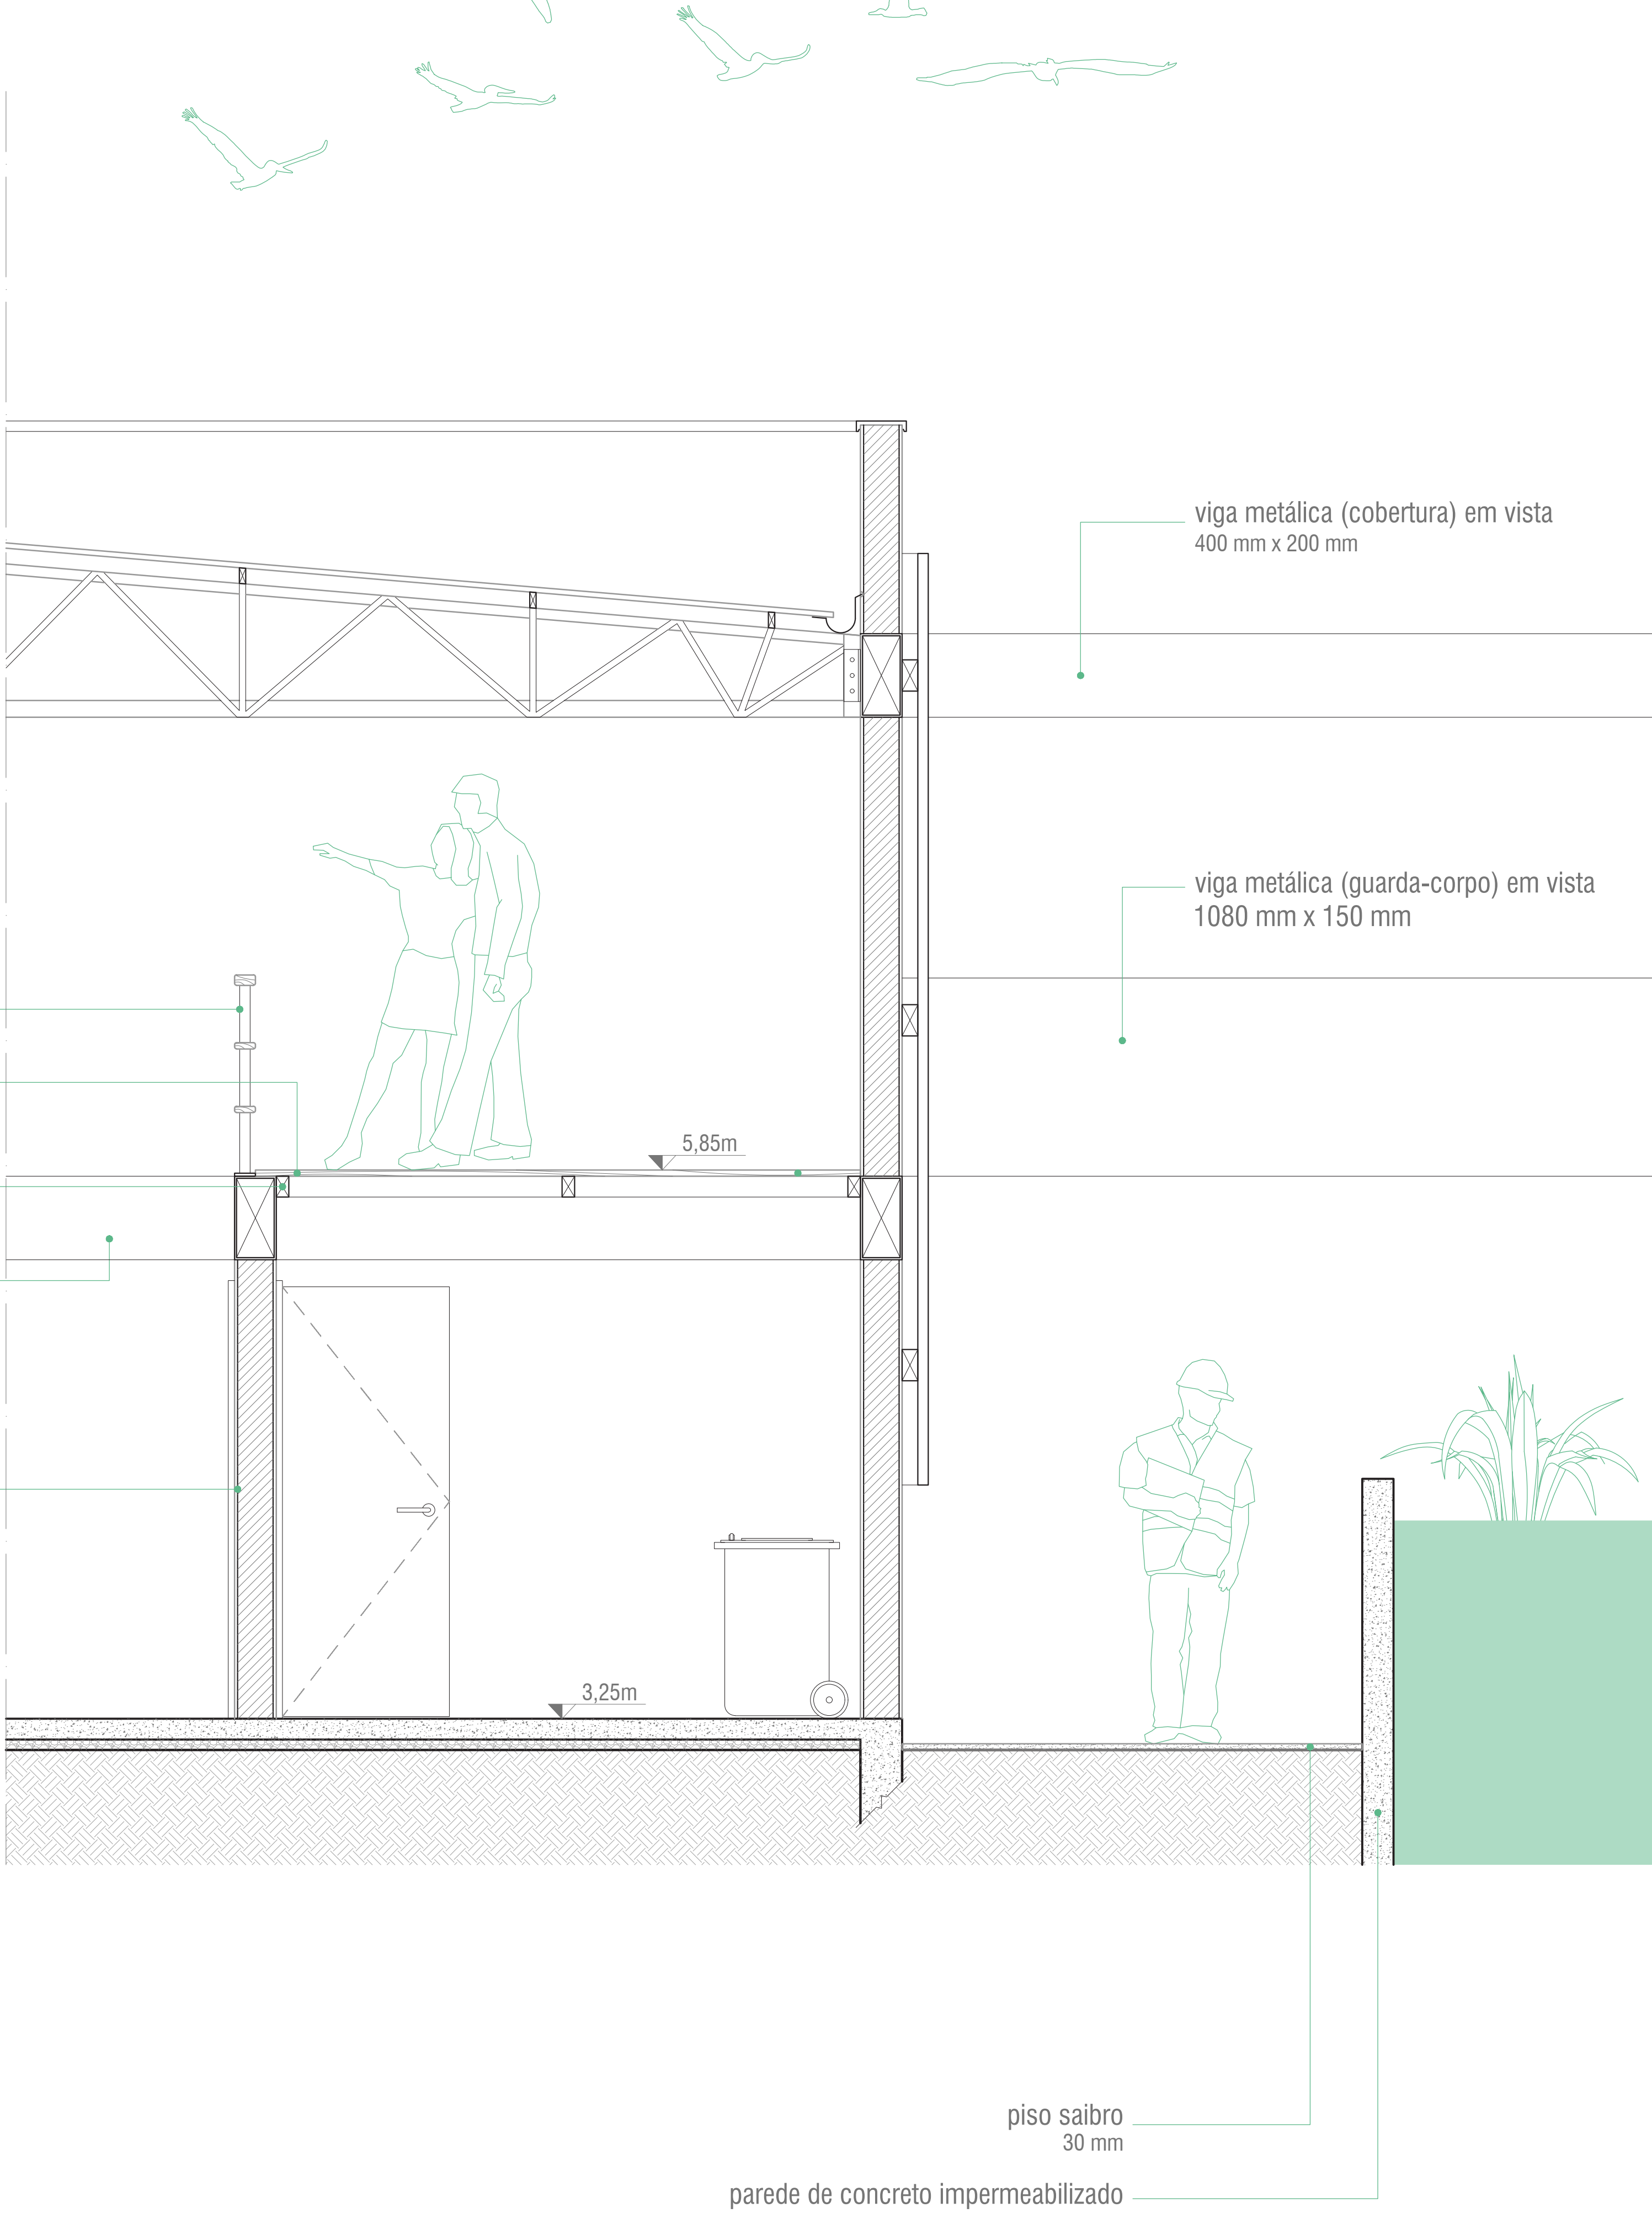 viga metálica (cobertura) em vista
400 mm x 200 mm
viga metálica (guarda-corpo) em vista
1080 mm x 150 mm
5,85m
3,25m
piso saibro
30 mm
parede de concreto impermeabilizado